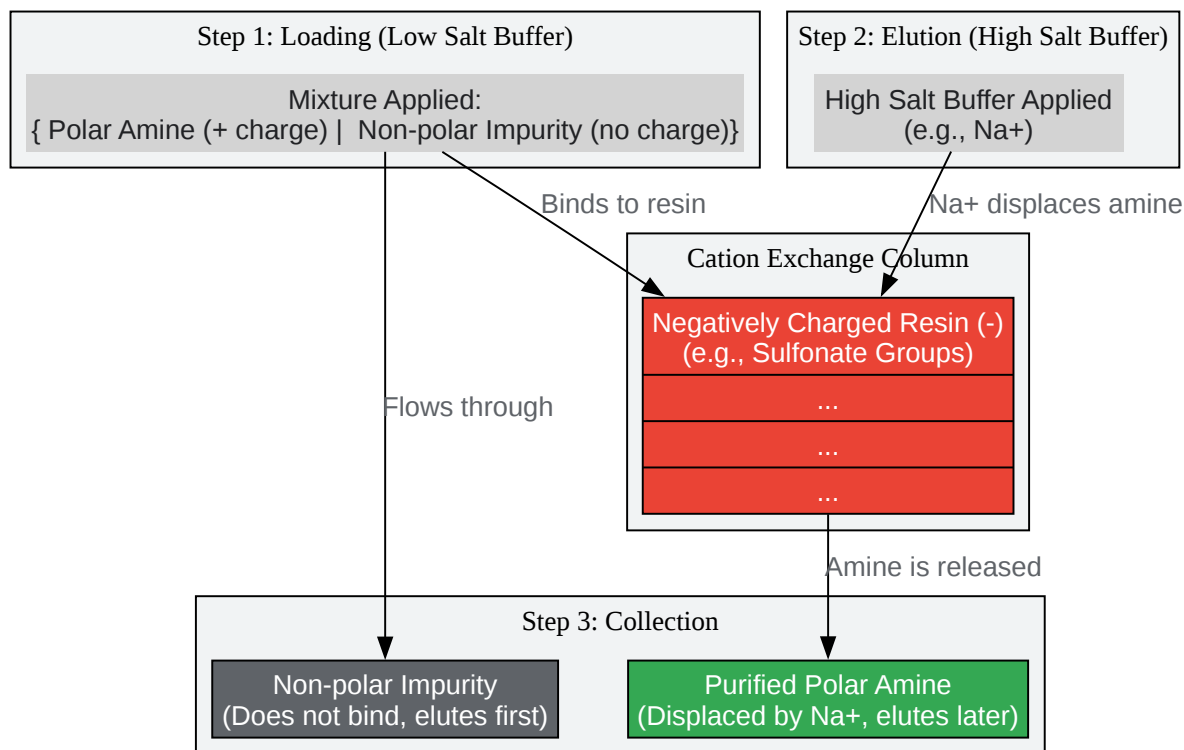 Step 1: Loading (Low Salt Buffer)
Mixture Applied:
{ Polar Amine (+ charge) |  Non-polar Impurity (no charge)}
Step 2: Elution (High Salt Buffer)
High Salt Buffer Applied
(e.g., Na+)
Binds to resin
Na+ displaces amine
Cation Exchange Column
Negatively Charged Resin (-)
(e.g., Sulfonate Groups)
...
...
...
Flows through
Amine is released
Step 3: Collection
Non-polar Impurity
(Does not bind, elutes first)
Purified Polar Amine
(Displaced by Na+, elutes later)